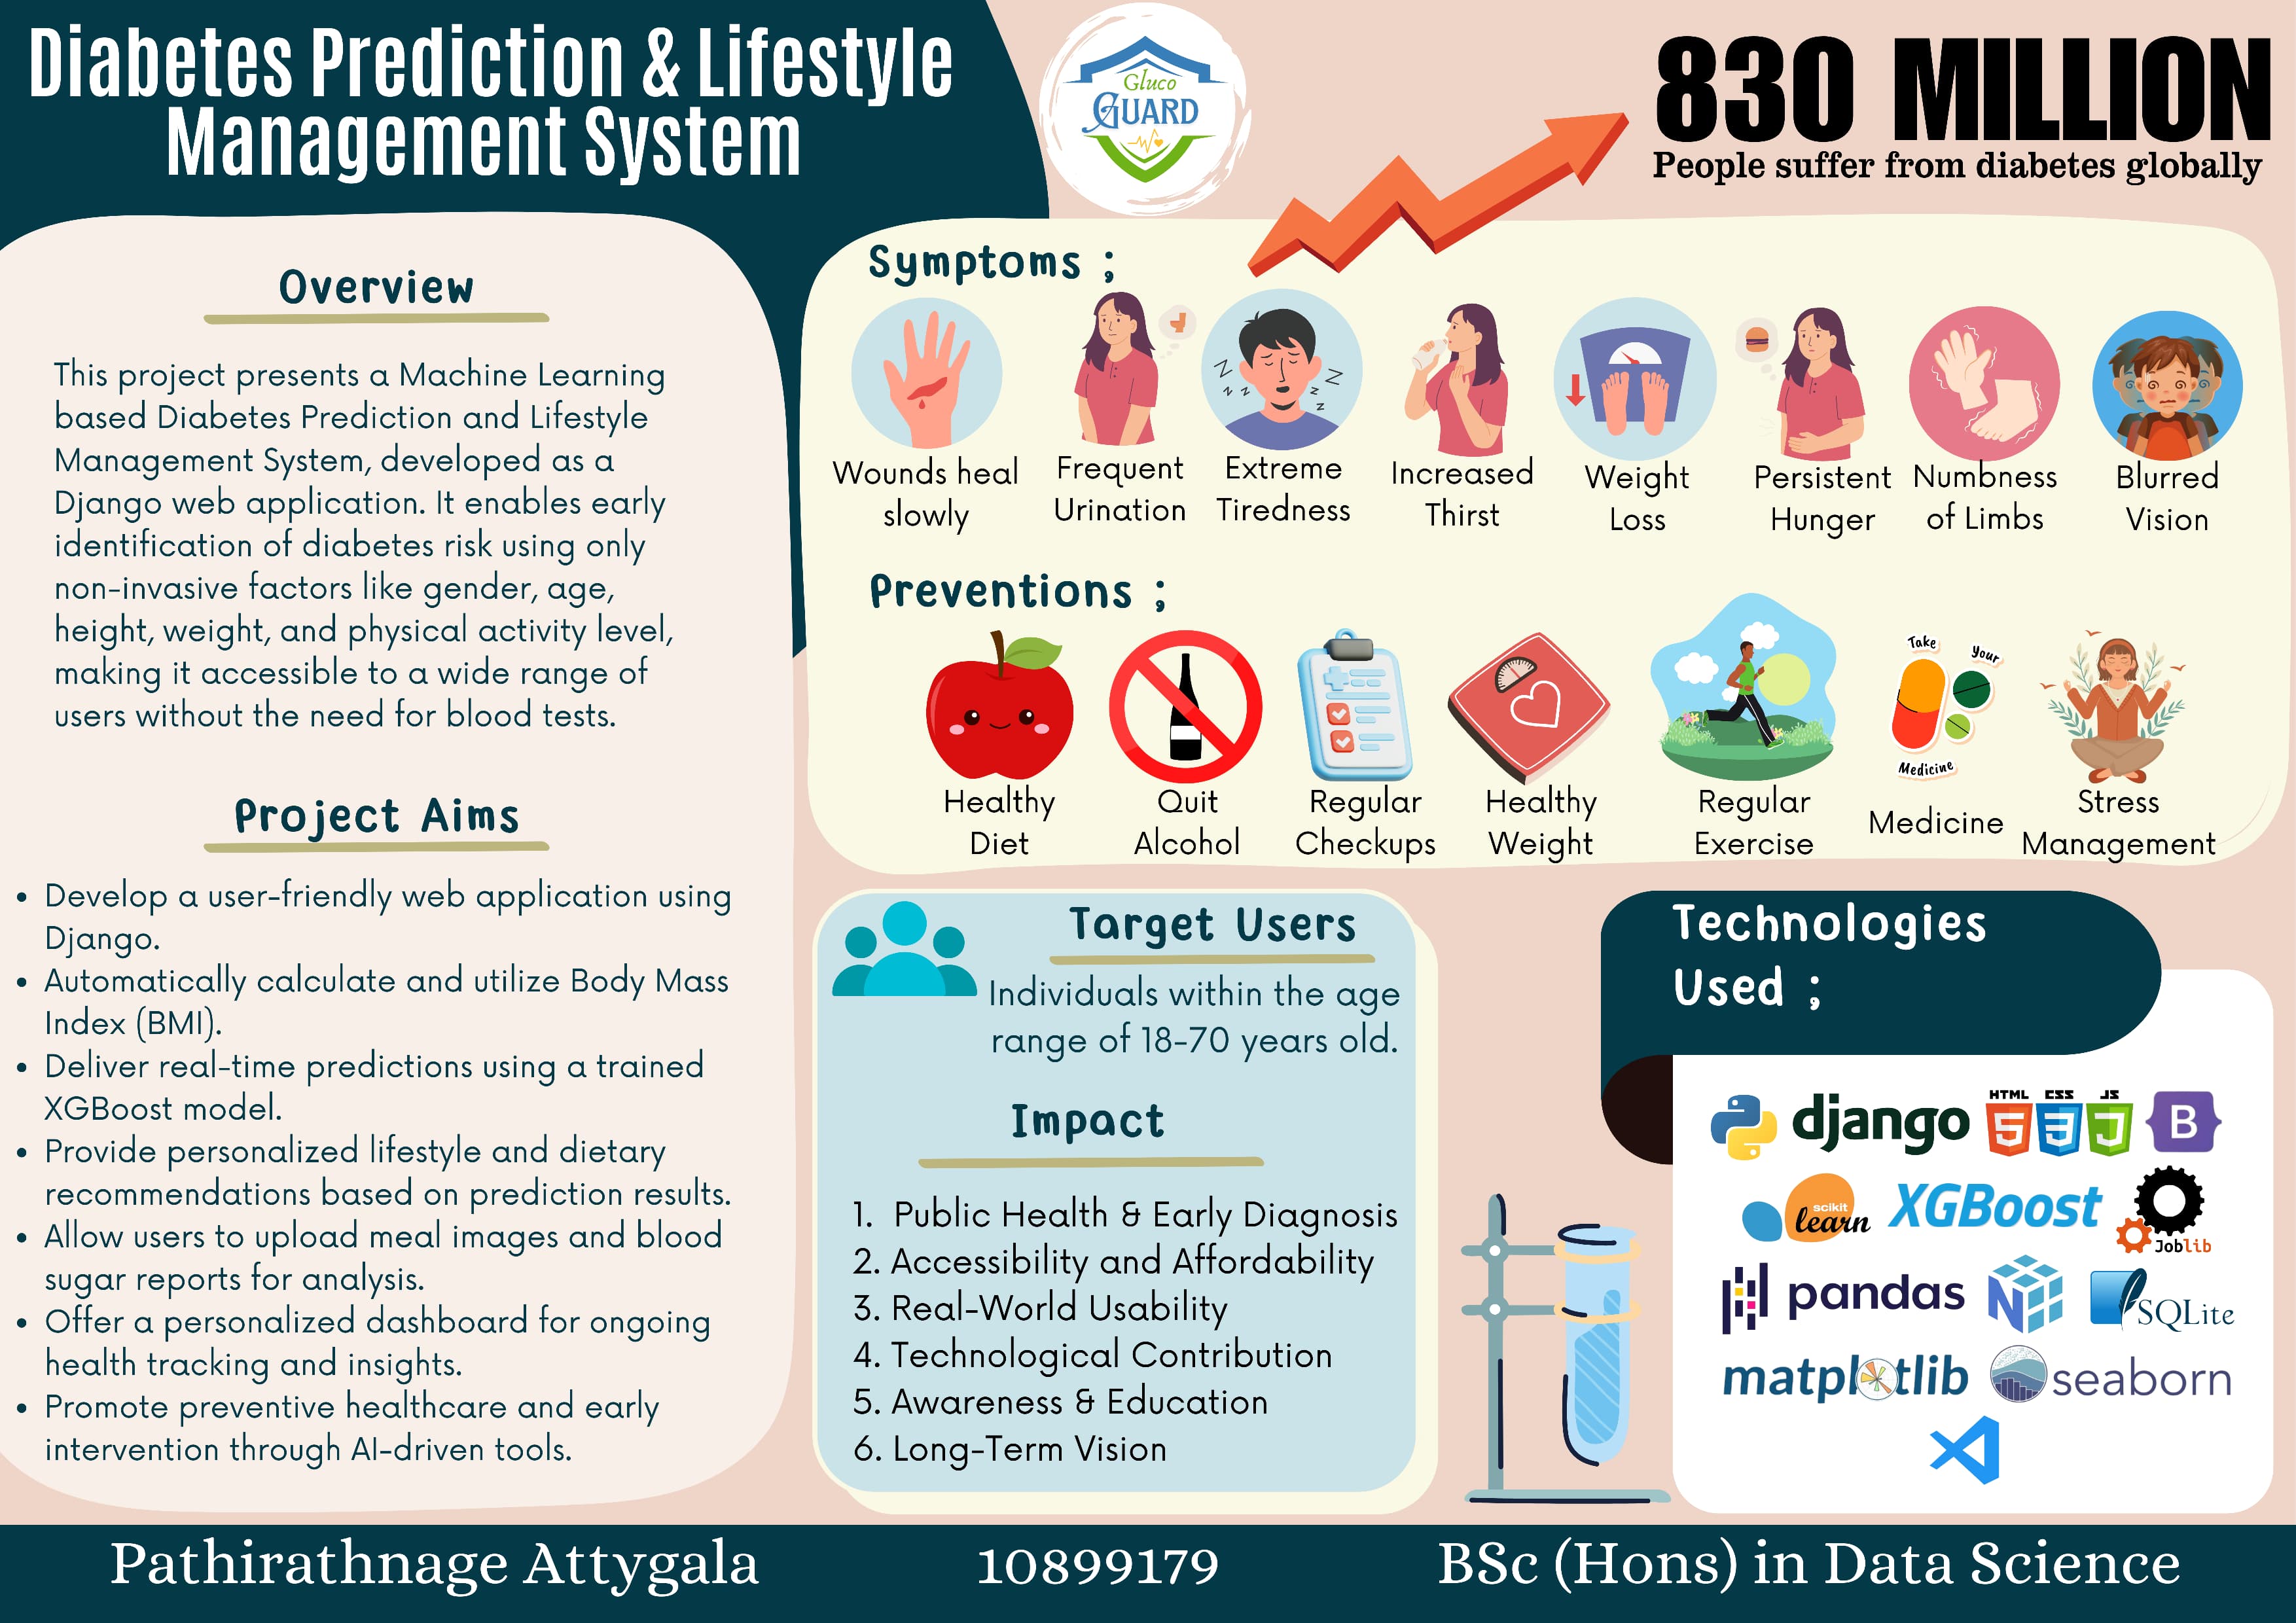 Diabetes Prediction & Lifestyle
Management System
Gluco
GUARD
830 MILLION
People suffer from diabetes globally
Overview
This project presents a Machine Learning
based Diabetes Prediction and Lifestyle
Management System, developed as a
Django web application. It enables early
identification of diabetes risk using only
non-invasive factors like gender, age,
height, weight, and physical activity level,
making it accessible to a wide range of
users without the need for blood tests.
Project Aims
• Develop a user-friendly web application using
Django.
• Automatically calculate and utilize Body Mass
Index (BMI).
• Deliver real-time predictions using a trained
XGBoost model.
• Provide personalized lifestyle and dietary
recommendations based on prediction results.
• Allow users to upload meal images and blood
sugar reports for analysis.
• Offer a personalized dashboard for ongoing
health tracking and insights.
• Promote preventive healthcare and early
intervention through AI-driven tools.
Symptoms ;
Z Z Z Z Z Z
Wounds heal
slowly
Frequent
Urination
Extreme
Tiredness
Increased
Thirst
Weight
Loss
Persistent
Hunger
Numbness
of Limbs
Blurred
Vision
Preventions ;
Take
Your
Medicine
Healthy
Diet
Quit
Alcohol
Regular
Checkups
Healthy
Weight
Regular
Exercise
Medicine
Stress
Management
Target Users
Individuals within the age
range of 18-70 years old.
Impact
1. Public Health & Early Diagnosis
2. Accessibility and Affordability
3. Real-World Usability
4. Technological Contribution
5. Awareness & Education
6. Long-Term Vision
Technologies
Used ;
django
HTML CSS JS
5 3 J
B
scikit
learn
XGBoost
Joblib
pandas
N
SQLite
matplotlib
seaborn
Pathirathnage Attygala
10899179
BSc (Hons) in Data Science